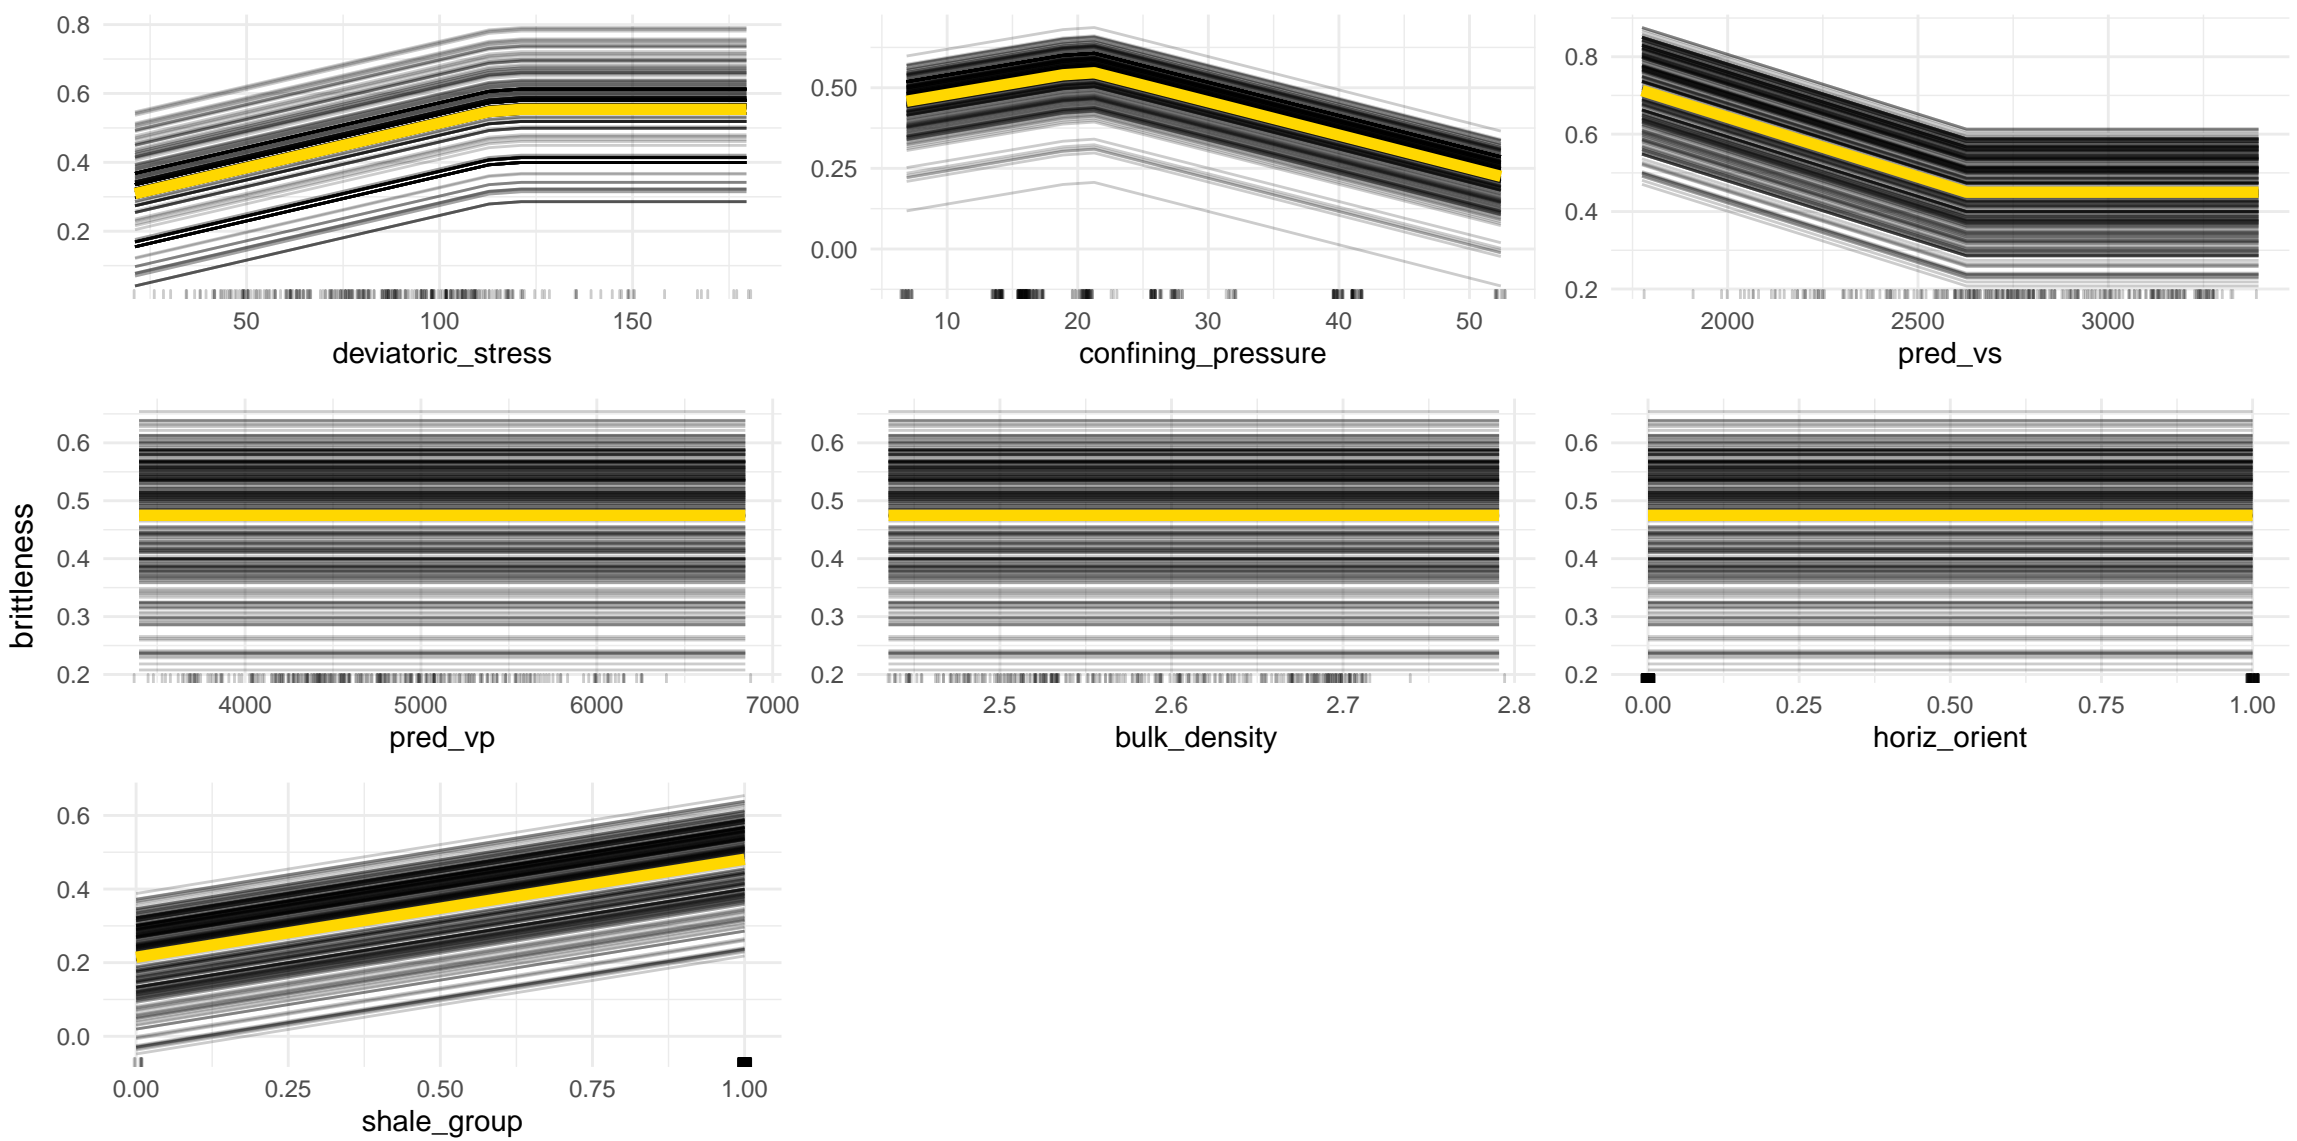 0.8
0.6
0.4
0.2
50 100 150
deviatoric_stress
0.50
0.25
0.00
10 20 30 40 50
confining_pressure
0.8
0.6
0.4
0.2
2000 2500 3000
pred_vs
brittleness
0.6
0.5
0.4
0.3
0.2
4000 5000 6000 7000
pred_vp
0.6
0.5
0.4
0.3
0.2
2.5 2.6 2.7 2.8
bulk_density
0.6
0.5
0.4
0.3
0.2
0.00 0.25 0.50 0.75 1.00
horiz_orient
0.6
0.4
0.2
0.0
0.00 0.25 0.50 0.75 1.00
shale_group